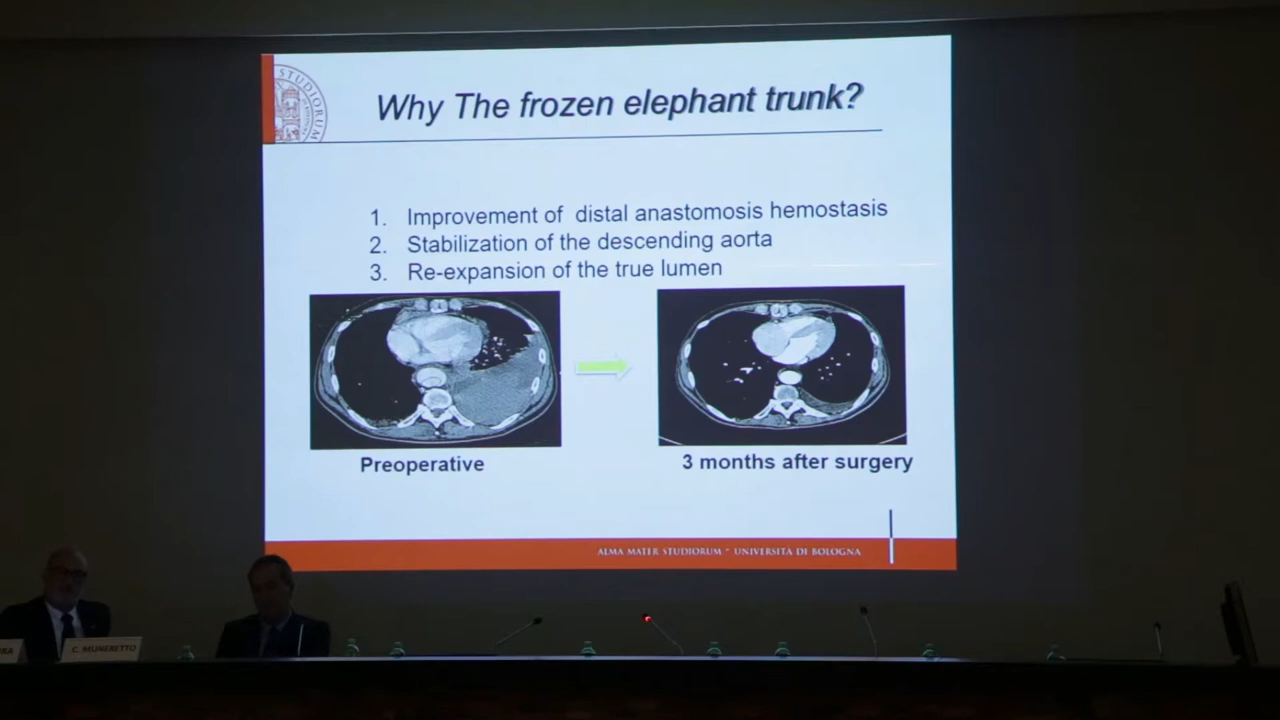 STUDIORUM
Why The frozen elephant trunk?
1. Improvement of distal anastomosis hemostasis
2. Stabilization of the descending aorta
3. Re-expansion of the true lumen
Preoperative
3 months after surgery
ALMA MATER STUDIORUM * UNIVERSITÀ DI BOLOGNA
C. MUNERETTO